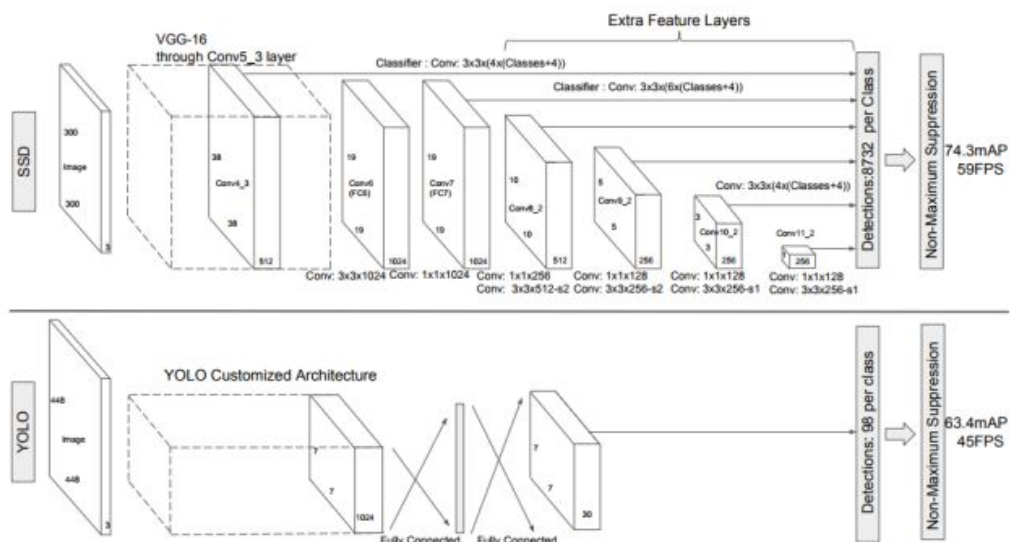 Extra Feature Layers
VGG-16
through Conv5_3 layer
Classifier : Conv: 3x3x(4x(Classes+4))
Classifier : Conv: 3x3x(6x(Classes+4))
SSD
300
Image
300
3
38
Conv4_3
38
512
19
Conv6
(FC6)
19
1024
19
Conv7
(FC7)
19
1024
10
Conv8_2
10
512
5
Conv9_2
5
256
Conv: 3x3x(4x(Classes+4))
3
Conv10_2
3
256
Conv11_2
1
256
Detections:8732 per Class
Non-Maximum Suppression
74.3mAP
59FPS
Conv: 3x3x1024
Conv: 1x1x1024
Conv: 1x1x256
Conv: 3x3x512-s2
Conv: 1x1x128
Conv: 3x3x256-s2
Conv: 1x1x128
Conv: 3x3x256-s1
Conv: 1x1x128
Conv: 3x3x256-s1
YOLO
448
Image
448
3
YOLO Customized Architecture
7
7
1024
Fully Connected
Fully Connected
7
7
30
Detections: 98 per class
Non-Maximum Suppression
63.4mAP
45FPS